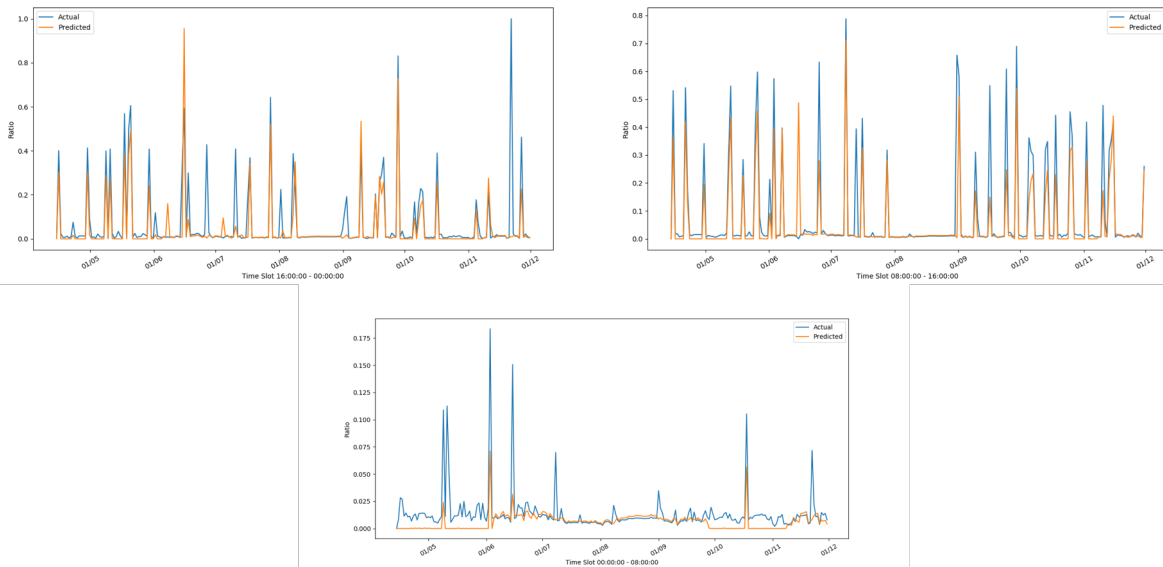 Actual
Predicted
1.0
0.8
0.6
0.4
0.2
0.0
Ratio
01/05 01/06 01/07 01/08 01/09 01/10 01/11 01/12
Time Slot 16:00:00 - 00:00:00
Actual
Predicted
0.8
0.7
0.6
0.5
0.4
0.3
0.2
0.1
0.0
Ratio
01/05 01/06 01/07 01/08 01/09 01/10 01/11 01/12
Time Slot 08:00:00 - 16:00:00
Actual
Predicted
0.175
0.150
0.125
0.100
0.075
0.050
0.025
0.000
Ratio
01/05 01/06 01/07 01/08 01/09 01/10 01/11 01/12
Time Slot 00:00:00 - 08:00:00